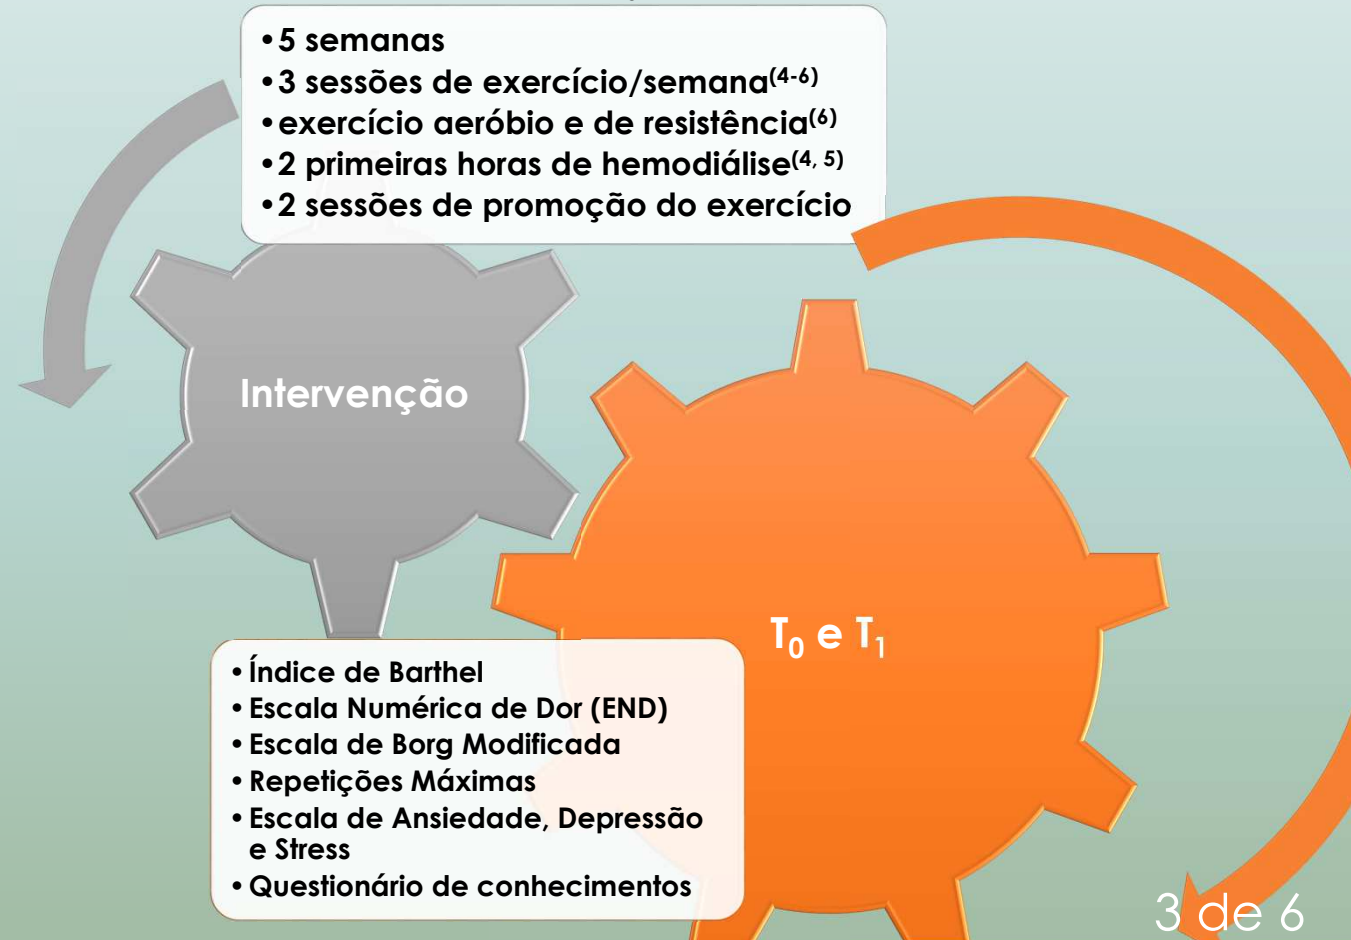 •5 semanas
•3 sessões de exercício/semana(4-6)
•exercício aeróbio e de resistência(6)
•2 primeiras horas de hemodiálise(4, 5)
•2 sessões de promoção do exercício
Intervenção
T0 e T1
•Índice de Barthel
•Escala Numérica de Dor (END)
•Escala de Borg Modificada
•Repetições Máximas
•Escala de Ansiedade, Depressão
e Stress
•Questionário de conhecimentos
3 de 6